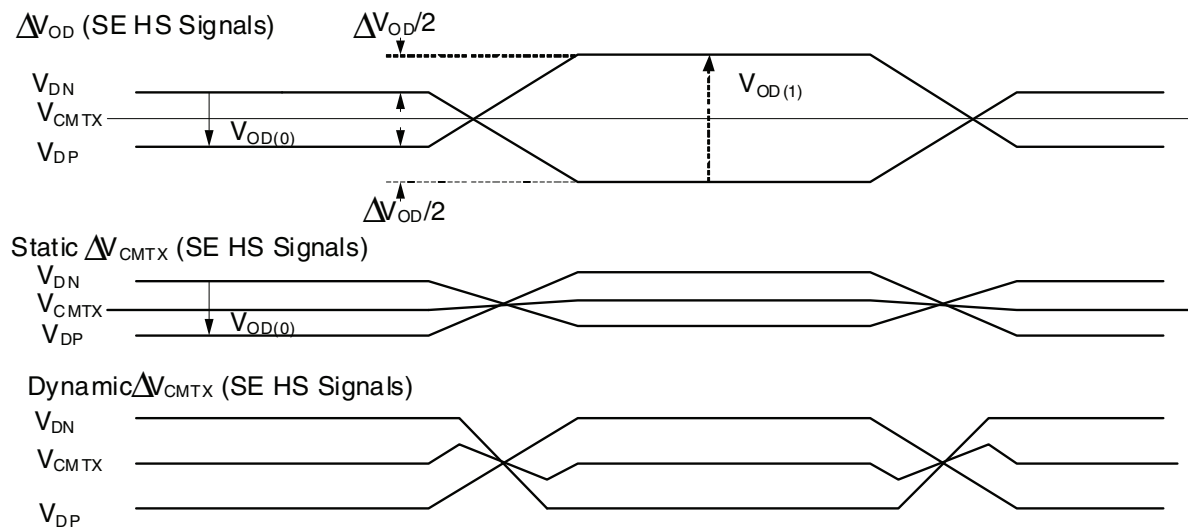 ΔV_OD (SE HS Signals)
ΔV_OD/2
V_DN
V_CMTX
V_DP
V_OD(0)
V_OD(1)
ΔV_OD/2
Static ΔV_CMTX (SE HS Signals)
V_DN
V_CMTX
V_OD(0)
V_DP
Dynamic ΔV_CMTX (SE HS Signals)
V_DN
V_CMTX
V_DP